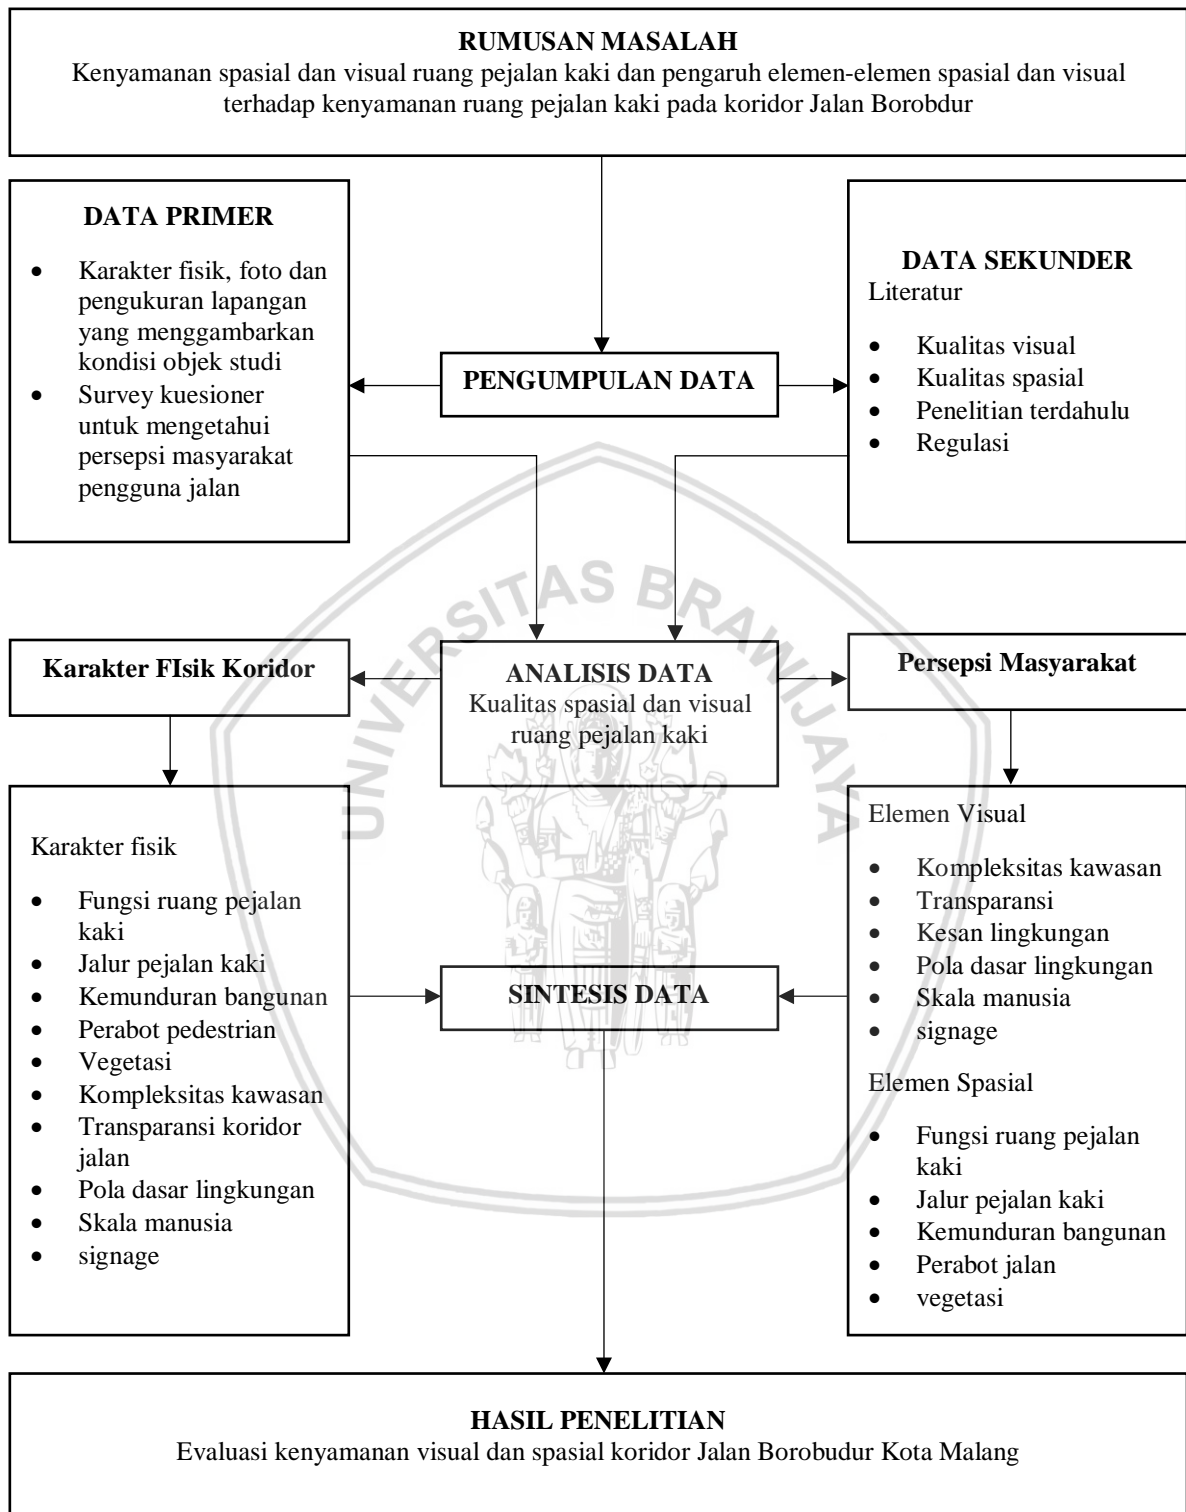 RUMUSAN MASALAH
Kenyamanan spasial dan visual ruang pejalan kaki dan pengaruh elemen-elemen spasial dan visual
terhadap kenyamanan ruang pejalan kaki pada koridor Jalan Borobdur
DATA PRIMER
• Karakter fisik, foto dan
pengukuran lapangan
yang menggambarkan
kondisi objek studi
• Survey kuesioner
untuk mengetahui
persepsi masyarakat
pengguna jalan
PENGUMPULAN DATA
DATA SEKUNDER
Literatur
• Kualitas visual
• Kualitas spasial
• Penelitian terdahulu
• Regulasi
UNIVERSITAS BRAWIJAYA
Karakter FIsik Koridor
ANALISIS DATA
Kualitas spasial dan visual
ruang pejalan kaki
Persepsi Masyarakat
Karakter fisik
• Fungsi ruang pejalan
kaki
• Jalur pejalan kaki
• Kemunduran bangunan
• Perabot pedestrian
• Vegetasi
• Kompleksitas kawasan
• Transparansi koridor
jalan
• Pola dasar lingkungan
• Skala manusia
• signage
SINTESIS DATA
Elemen Visual
• Kompleksitas kawasan
• Transparansi
• Kesan lingkungan
• Pola dasar lingkungan
• Skala manusia
• signage
Elemen Spasial
• Fungsi ruang pejalan
kaki
• Jalur pejalan kaki
• Kemunduran bangunan
• Perabot jalan
• vegetasi
HASIL PENELITIAN
Evaluasi kenyamanan visual dan spasial koridor Jalan Borobudur Kota Malang